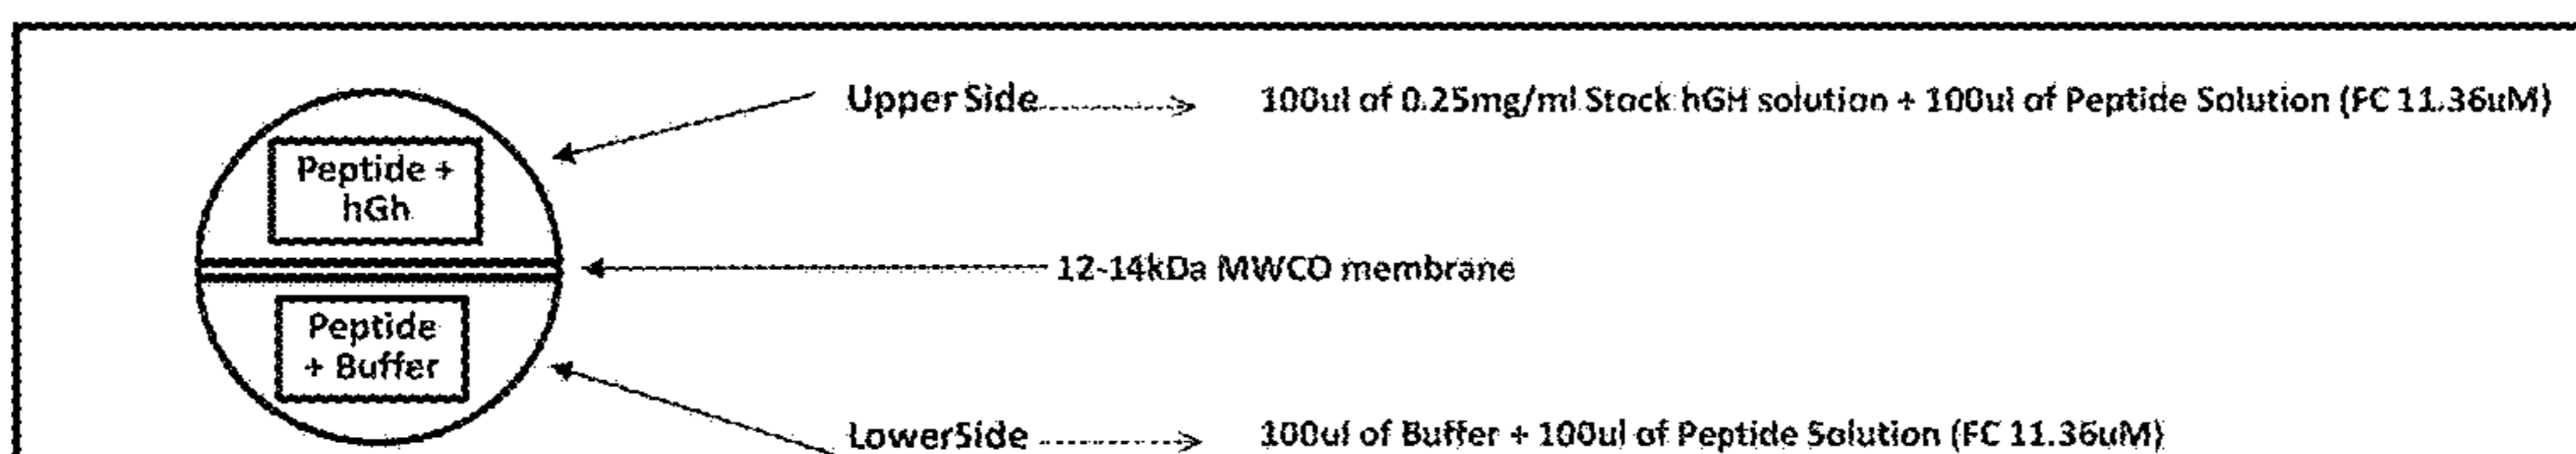 Upper Side 100ul of 0.25mg/ml Stock hGH solution + 100ul of Peptide Solution (FC 11.36uM)
Peptide +
hGh
12-14kDa MWCO membrane
Peptide
+ Buffer
LowerSide 100ul of Buffer + 100ul of Peptide Solution (FC 11.36uM)